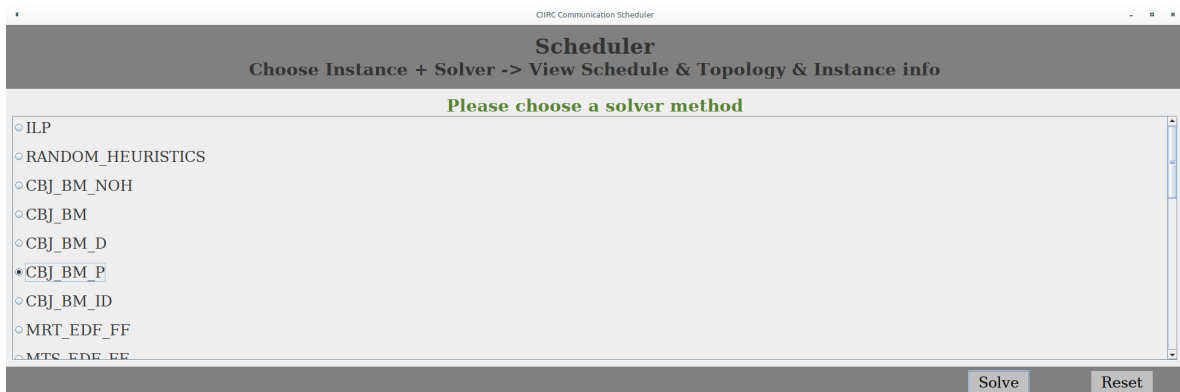 CIIRC Communication Scheduler
Scheduler
Choose Instance + Solver -> View Schedule & Topology & Instance info
Please choose a solver method
ILP
RANDOM_HEURISTICS
CBJ_BM_NOH
CBJ_BM
CBJ_BM_D
CBJ_BM_P
CBJ_BM_ID
MRT_EDF_FF
MTS_EDF_FF
Solve Reset